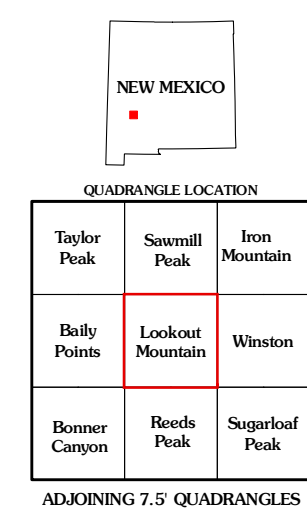 NEW MEXICO
QUADRANGLE LOCATION
Taylor
Peak
Sawmill
Peak
Iron
Mountain
Baily
Points
Lookout
Mountain
Winston
Bonner
Canyon
Reeds
Peak
Sugarloaf
Peak
ADJOINING 7.5' QUADRANGLES